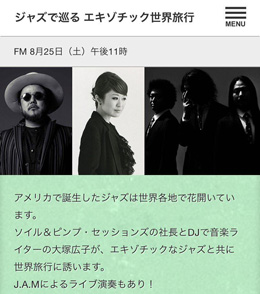 ジャズで巡る エキゾチック世界旅行
MENU
FM 8月25日（土）午後11時
アメリカで誕生したジャズは世界各地で花開いてい
ます。
ソイル＆ピンプ・セッションズの社長とDJで音楽ラ
イターの大塚広子が、エキゾチックなジャズと共に
世界旅行に誘います。
J.A.Mによるライブ演奏もあり！